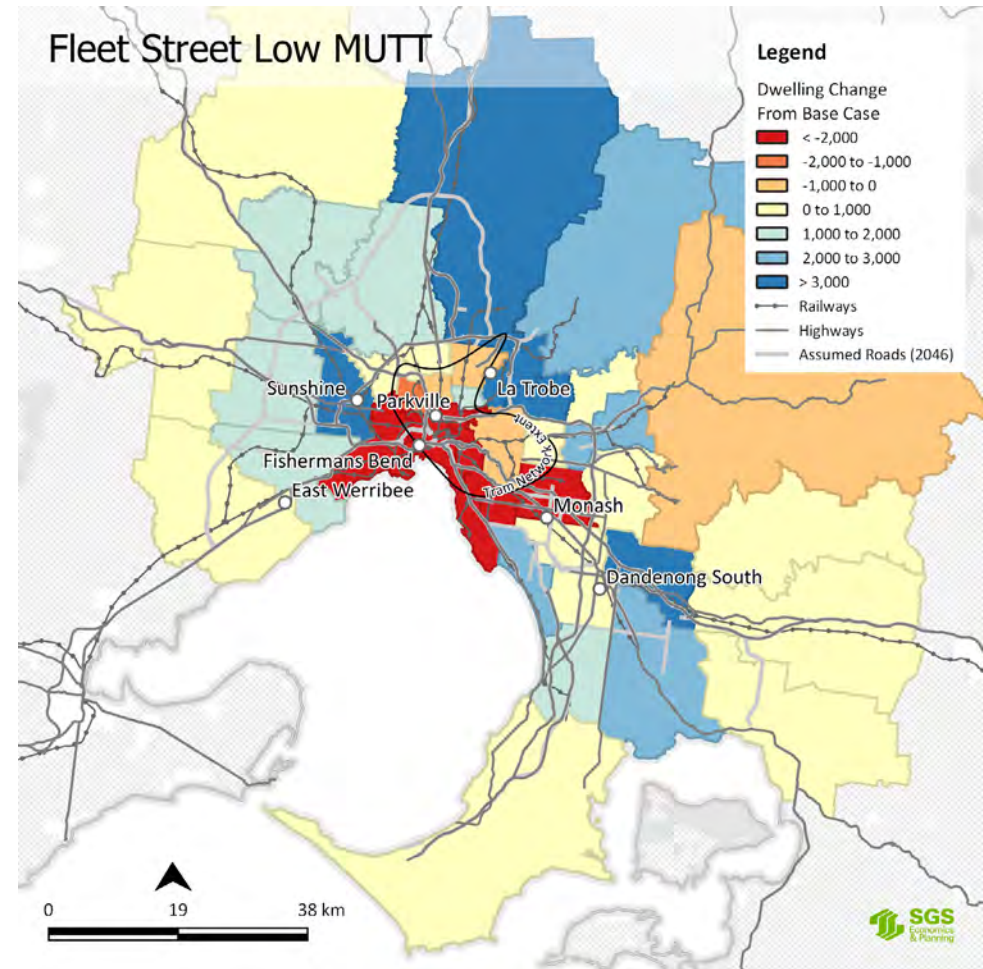 Fleet Street Low MUTT
Legend
Dwelling Change
From Base Case
< -2,000
-2,000 to -1,000
-1,000 to 0
0 to 1,000
1,000 to 2,000
2,000 to 3,000
> 3,000
Railways
Highways
Assumed Roads (2046)
Sunshine
Parkville
La Trobe
Tram Network Extent
Fishermans Bend
East Werribee
Monash
Dandenong South
0 19 38 km
SGS
Economics
& Planning